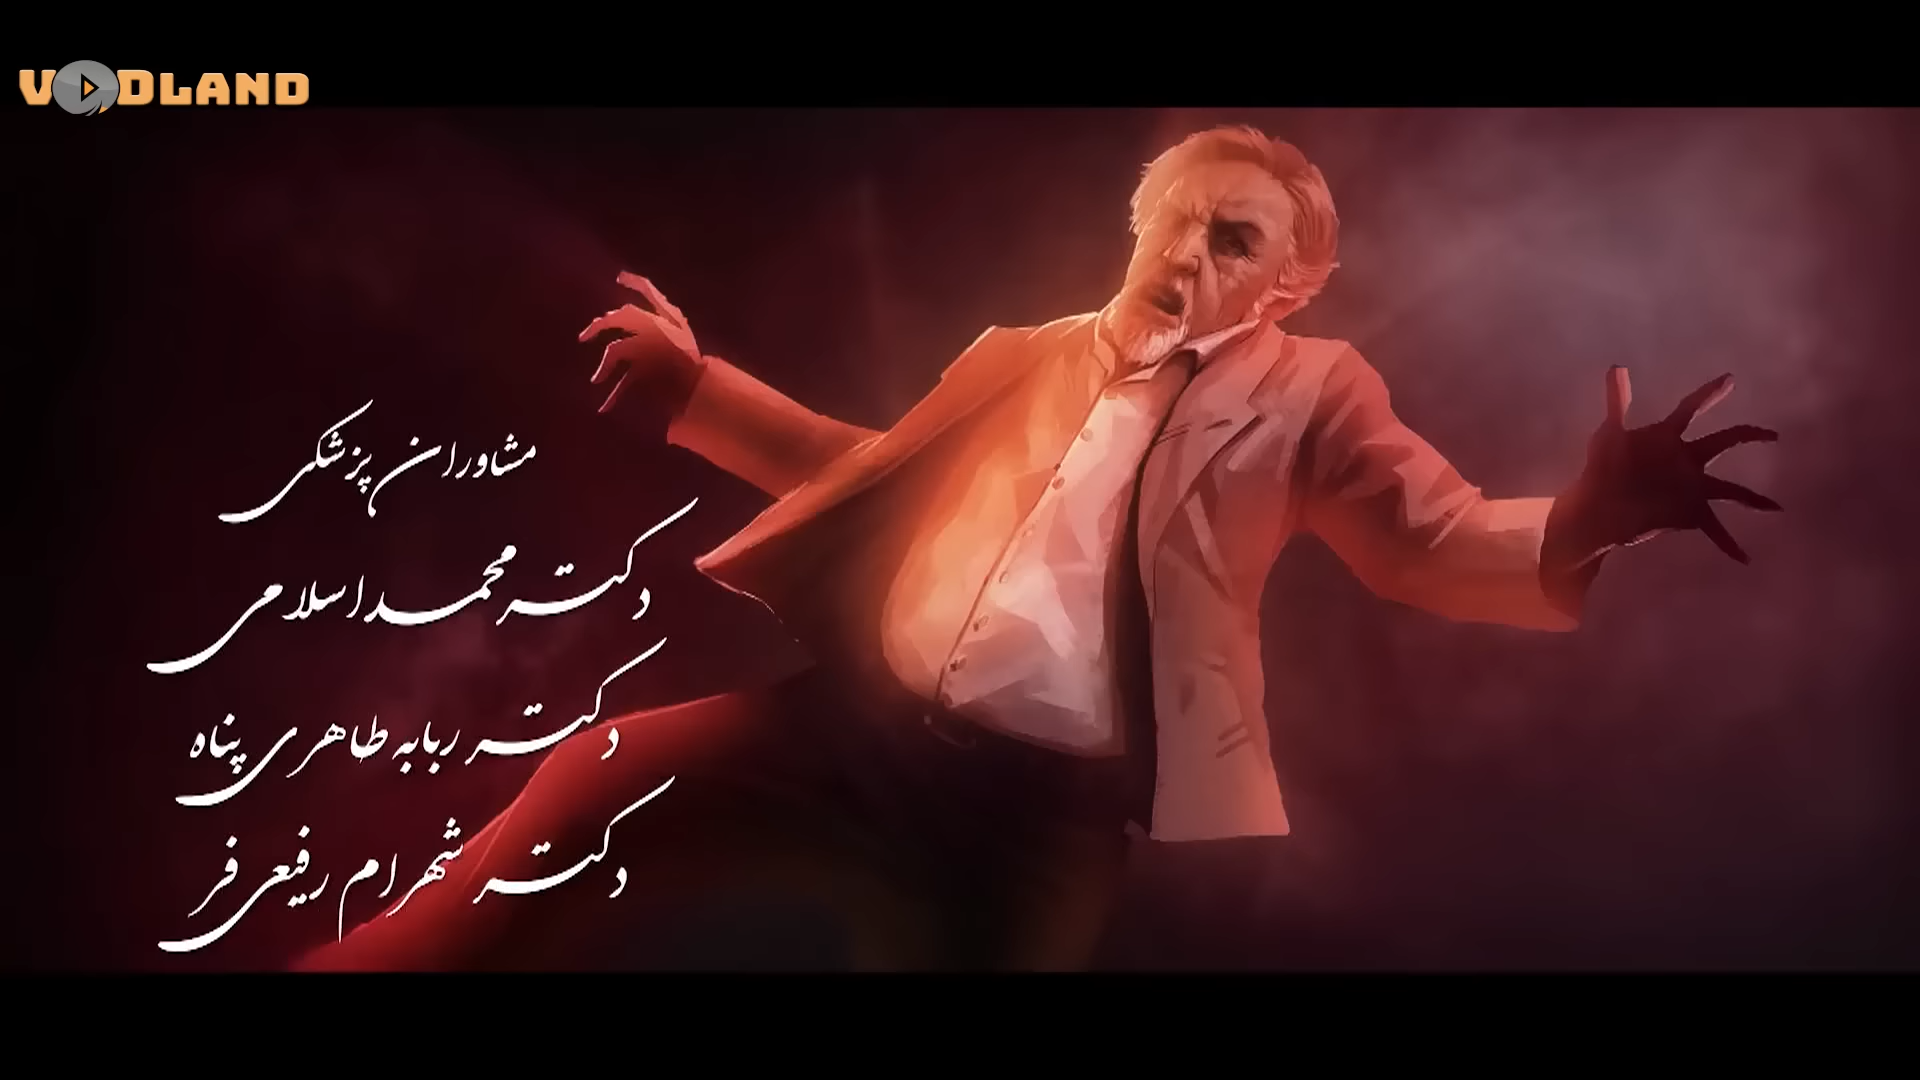 VODLAND
مشاوران پزشکی
دکتر محمد اسلامی
دکتر ربابه طاهری پناه
دکتر شهرام رفیعی فر